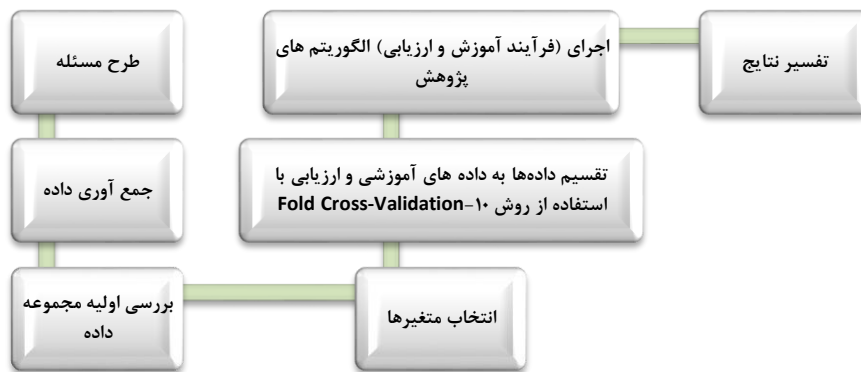 طرح مسئله
جمع آوری داده
بررسی اولیه مجموعه
داده
انتخاب متغیرها
تقسیم داده‌ها به داده های آموزشی و ارزیابی با
استفاده از روش ۱۰-Fold Cross-Validation
اجرای (فرآیند آموزش و ارزیابی) الگوریتم های
پژوهش
تفسیر نتایج